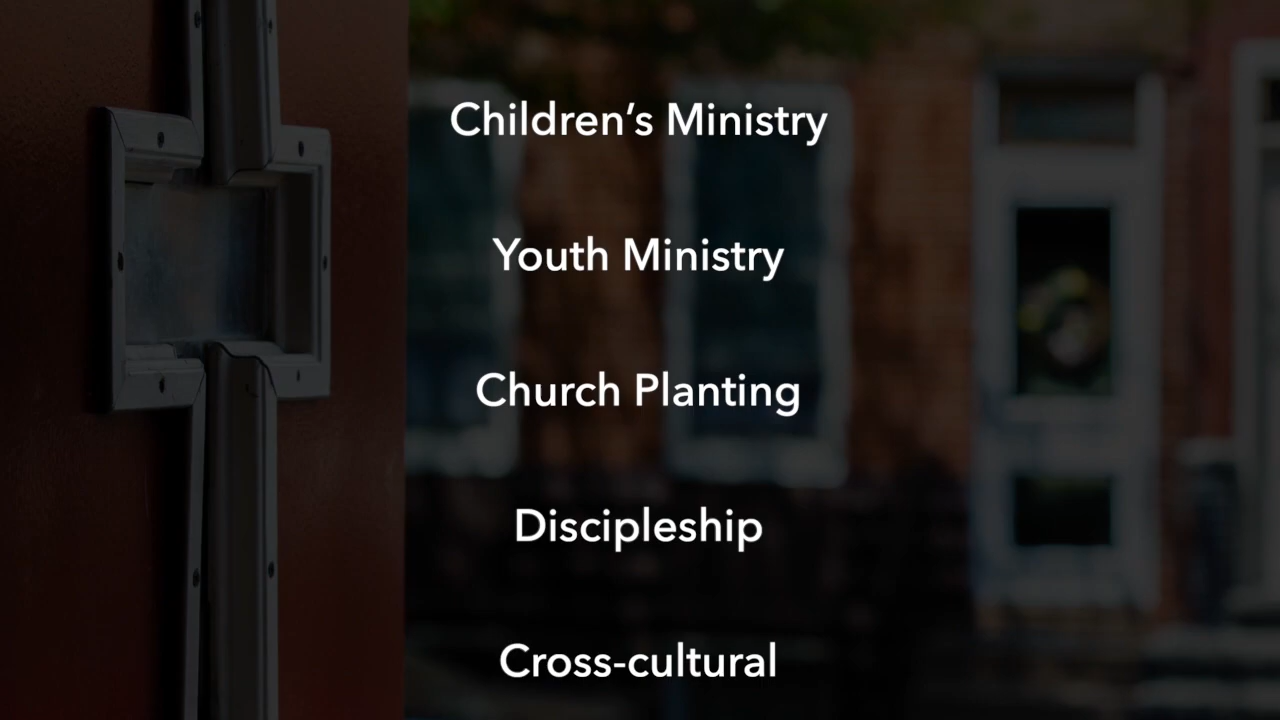 Children’s Ministry
Youth Ministry
Church Planting
Discipleship
Cross-cultural